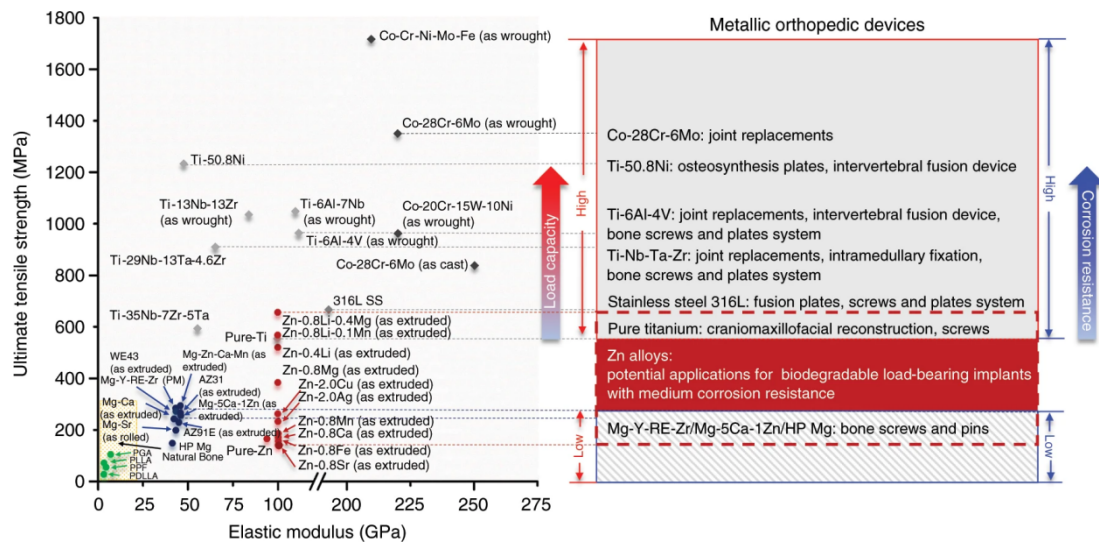 Metallic orthopedic devices
Ultimate tensile strength (MPa)
1800
1600
1400
1200
1000
800
600
400
200
0
Co-Cr-Ni-Mo-Fe (as wrought)
Co-28Cr-6Mo (as wrought)
Ti-50.8Ni
Ti-13Nb-13Zr
(as wrought)
Ti-6Al-7Nb
(as wrought)
Co-20Cr-15W-10Ni
(as wrought)
Ti-6Al-4V (as wrought)
Ti-29Nb-13Ta-4.6Zr
Co-28Cr-6Mo (as cast)
316L SS
Ti-35Nb-7Zr-5Ta
Pure-Ti
Zn-0.8Li-0.4Mg (as extruded)
Zn-0.8Li-0.1Mn (as extruded)
Zn-0.4Li (as extruded)
Zn-0.8Mg (as extruded)
Zn-2.0Cu (as extruded)
Zn-2.0Ag (as extruded)
Zn-0.8Mn (as extruded)
Zn-0.8Ca (as extruded)
Zn-0.8Fe (as extruded)
Zn-0.8Sr (as extruded)
Pure-Zn
WE43
(as extruded)
Mg-Zn-Ca-Mn (as
extruded)
Mg-Y-RE-Zr (PM)
AZ31
(as extruded)
Mg-Ca
(as extruded)
Mg-5Ca-1Zn (as
extruded)
Mg-Sr
(as rolled)
AZ91E (as extruded)
HP Mg
Natural Bone
PGA
PLLA
PPF
PDLLA
0
25
50
75
100
200
225
250
275
Elastic modulus (GPa)
Load capacity
High
Low
Co-28Cr-6Mo: joint replacements
Ti-50.8Ni: osteosynthesis plates, intervertebral fusion device
Ti-6Al-4V: joint replacements, intervertebral fusion device,
bone screws and plates system
Ti-Nb-Ta-Zr: joint replacements, intramedullary fixation,
bone screws and plates system
Stainless steel 316L: fusion plates, screws and plates system
Pure titanium: craniomaxillofacial reconstruction, screws
Zn alloys:
potential applications for biodegradable load-bearing implants
with medium corrosion resistance
Mg-Y-RE-Zr/Mg-5Ca-1Zn/HP Mg: bone screws and pins
High
Low
Corrosion
resistance